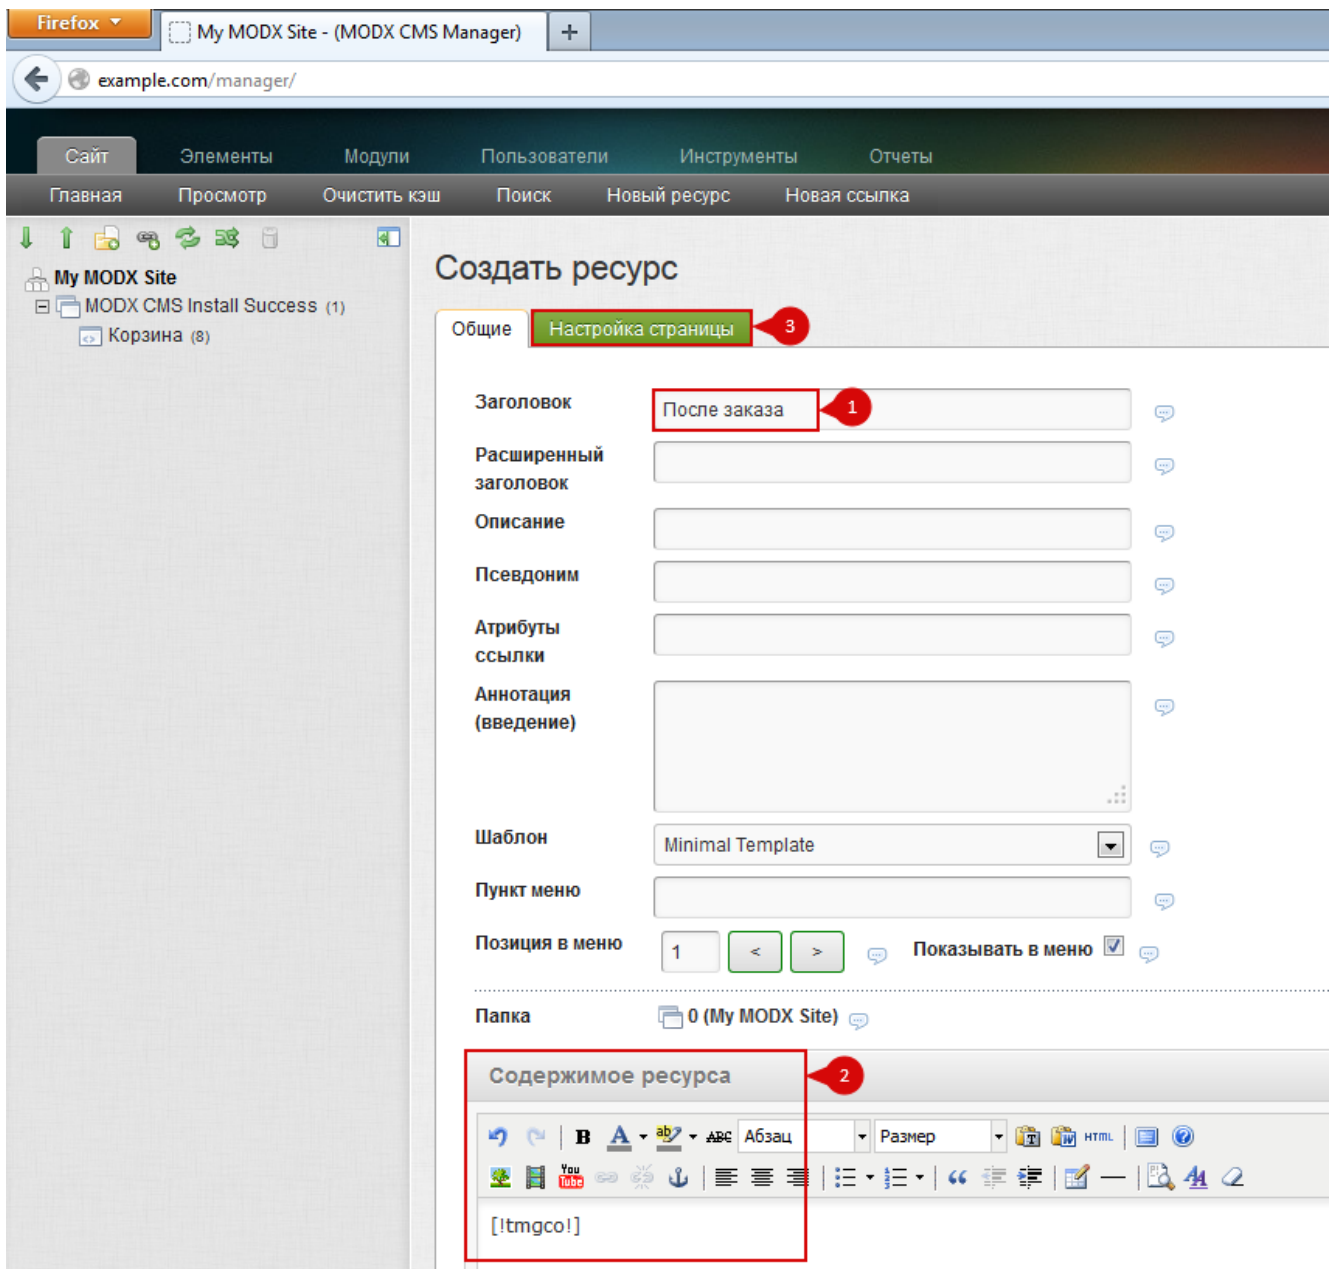 Firefox
My MODX Site - (MODX CMS Manager)
example.com/manager/
Сайт Элементы Модули Пользователи Инструменты Отчеты
Главная Просмотр Очистить кэш Поиск Новый ресурс Новая ссылка
My MODX Site
MODX CMS Install Success (1)
Корзина (8)
Создать ресурс
Общие Настройка страницы 3
Заголовок После заказа 1
Расширенный
заголовок
Описание
Псевдоним
Атрибуты
ссылки
Аннотация
(введение)
Шаблон Minimal Template
Пункт меню
Позиция в меню 1 < > Показывать в меню
Папка 0 (My MODX Site)
Содержимое ресурса 2
B A ab ABC Абзац Размер T W HTML
You Tube
[!tmgco!]